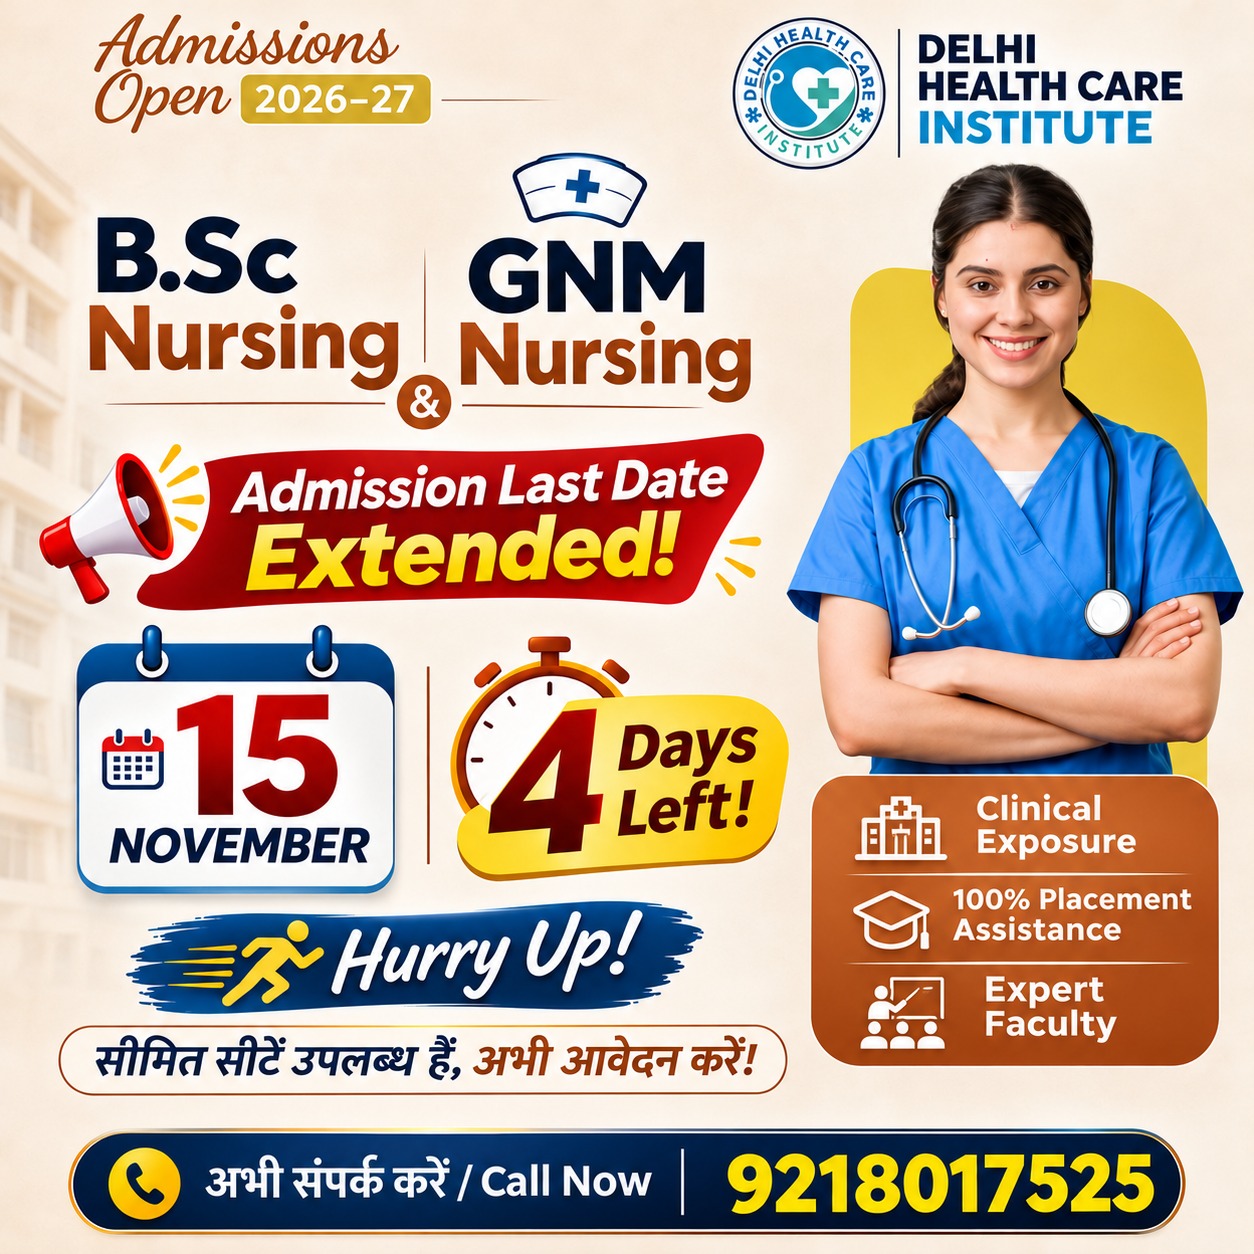 Admissions
Open 2026-27
DELHI HEALTH CARE
INSTITUTE
DELHI
HEALTH CARE
INSTITUTE
B.Sc
Nursing
&
GNM
Nursing
Admission Last Date
Extended!
15
NOVEMBER
4 Days
Left!
Hurry Up!
सीमित सीटें उपलब्ध हैं, अभी आवेदन करें!
Clinical
Exposure
100% Placement
Assistance
Expert
Faculty
अभी संपर्क करें / Call Now
9218017525